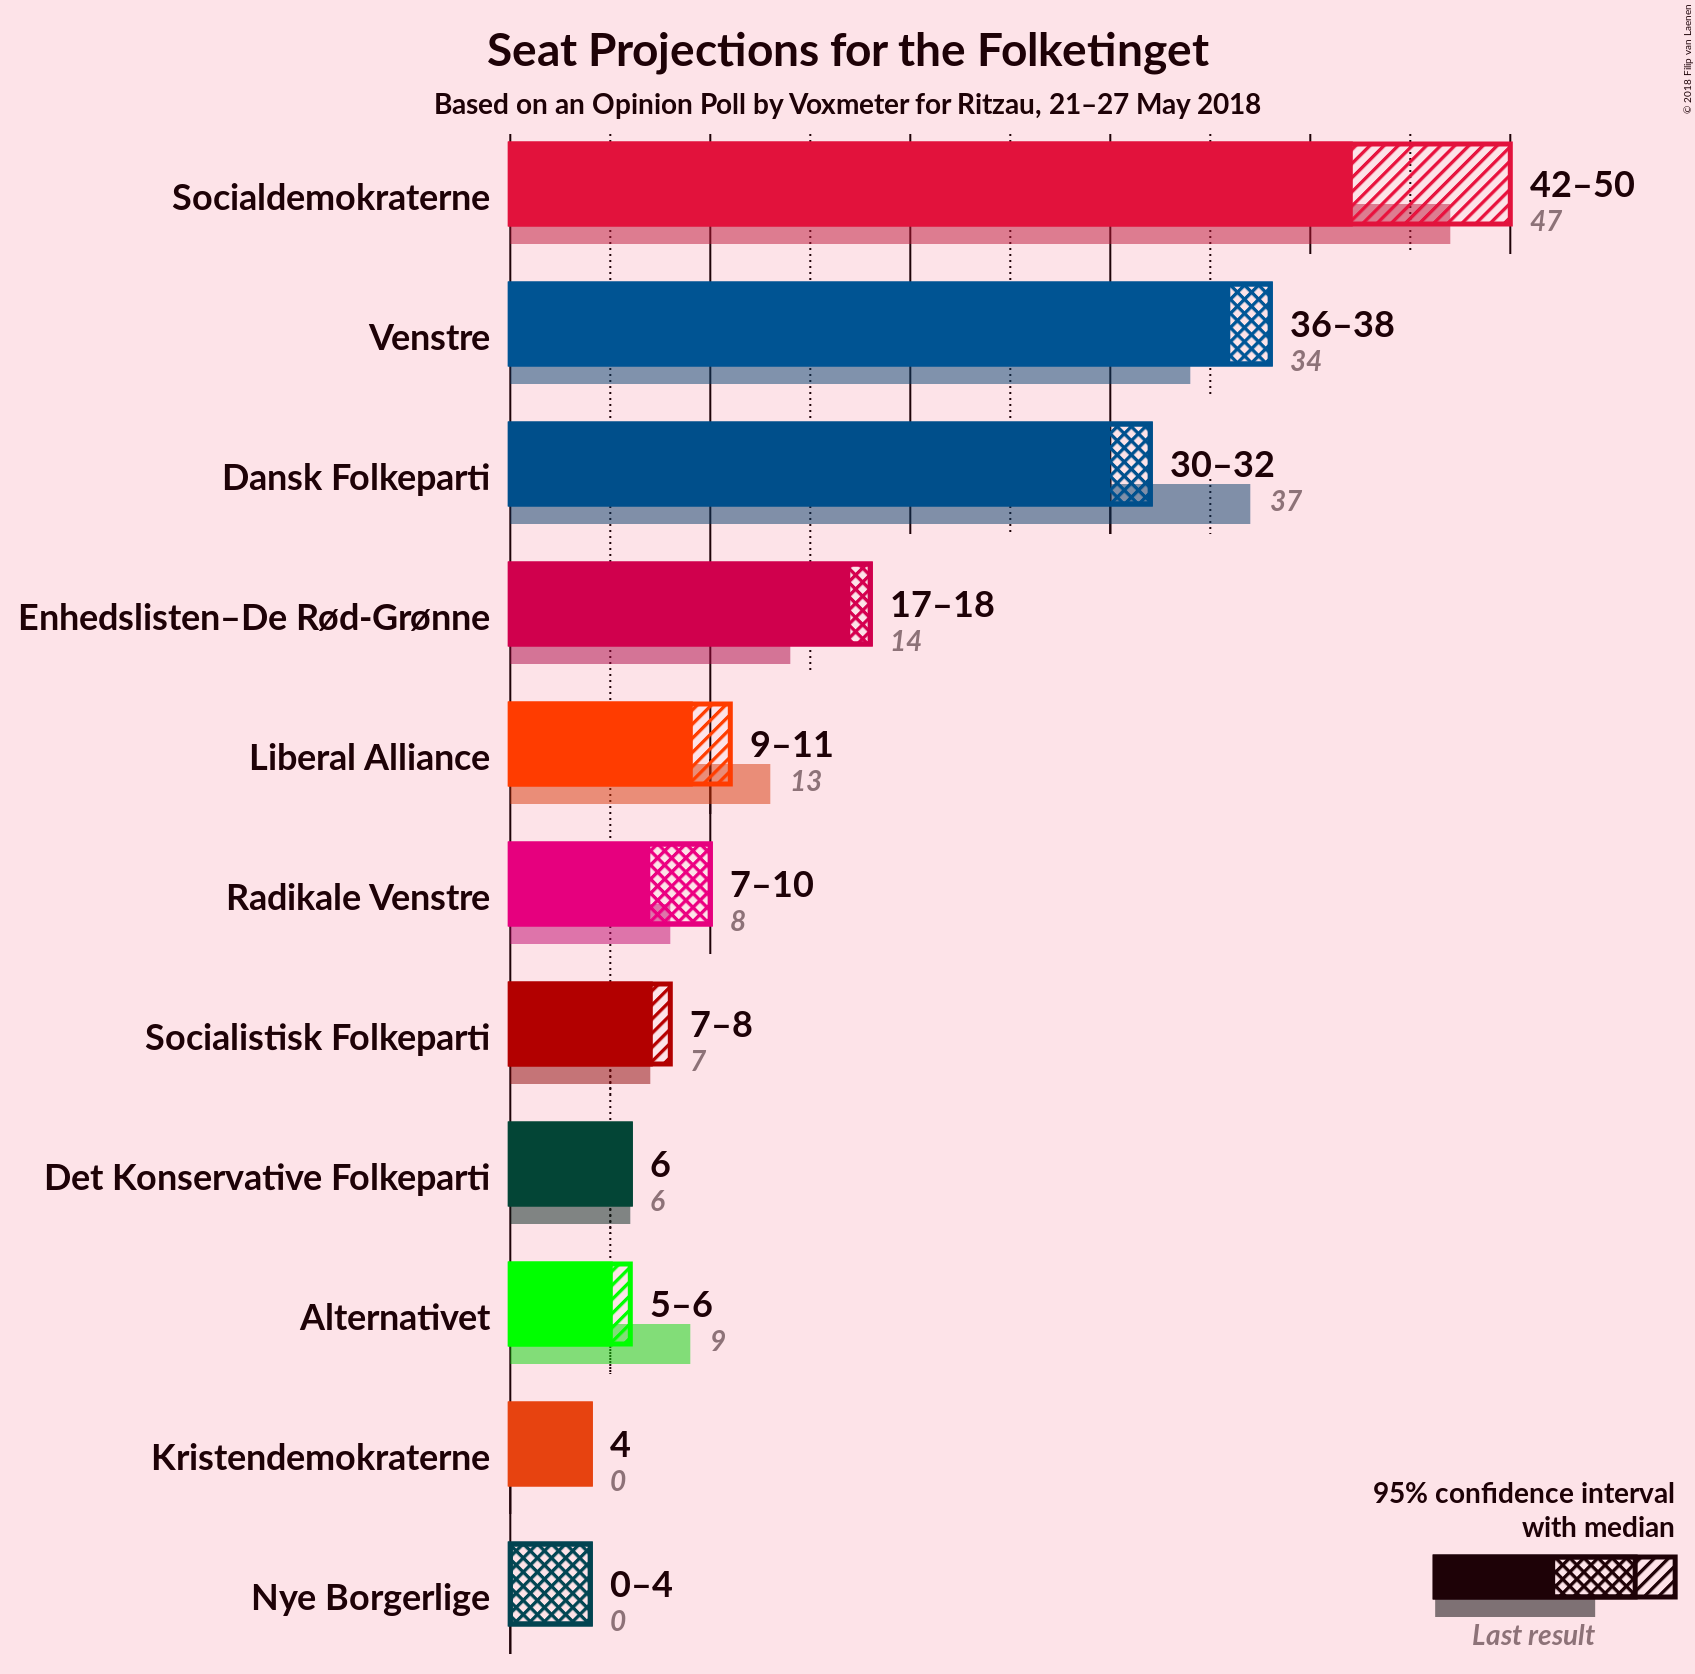 Seat Projections for the Folketinget
Based on an Opinion Poll by Voxmeter for Ritzau, 21–27 May 2018
© 2018 Filip van Laenen
Socialdemokraterne
42–50
47
Venstre
36–38
34
Dansk Folkeparti
30–32
37
Enhedslisten–De Rød-Grønne
17–18
14
Liberal Alliance
9–11
13
Radikale Venstre
7–10
8
Socialistisk Folkeparti
7–8
7
Det Konservative Folkeparti
6
6
Alternativet
5–6
9
Kristendemokraterne
4
0
Nye Borgerlige
0–4
0
95% confidence interval
with median
Last result